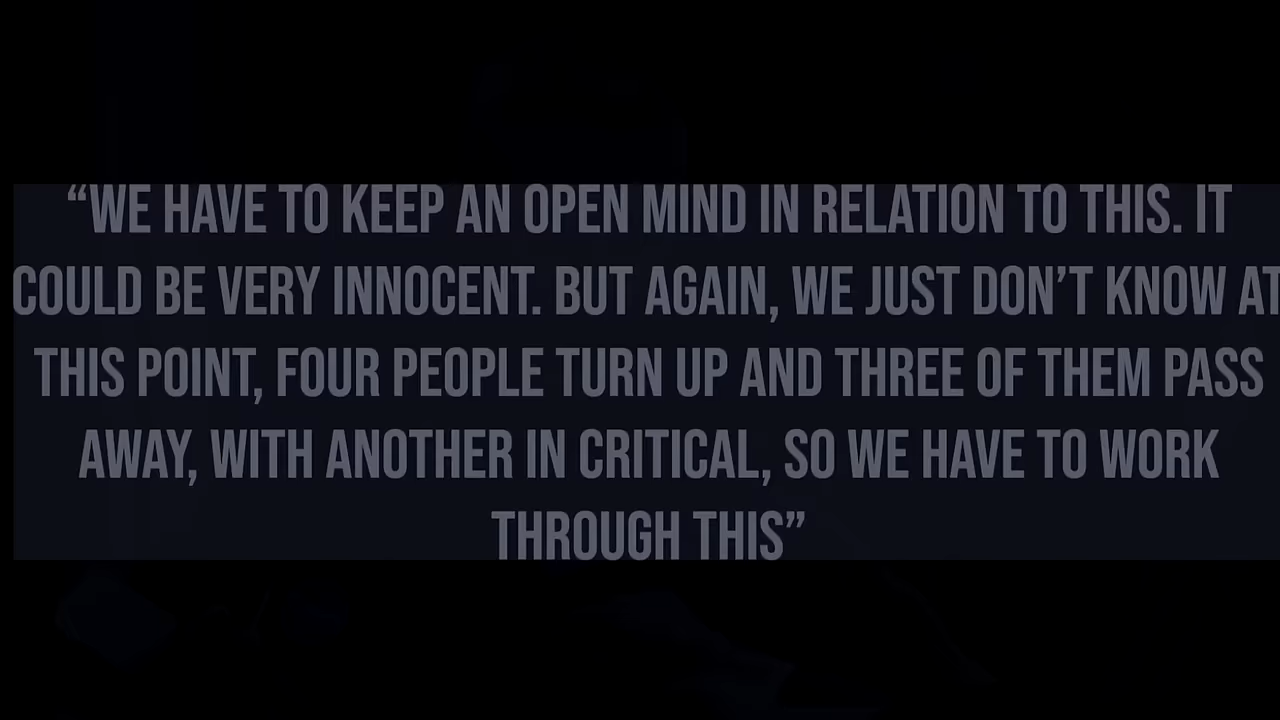 “WE HAVE TO KEEP AN OPEN MIND IN RELATION TO THIS. IT
COULD BE VERY INNOCENT. BUT AGAIN, WE JUST DON’T KNOW AT
THIS POINT, FOUR PEOPLE TURN UP AND THREE OF THEM PASS
AWAY, WITH ANOTHER IN CRITICAL, SO WE HAVE TO WORK
THROUGH THIS”